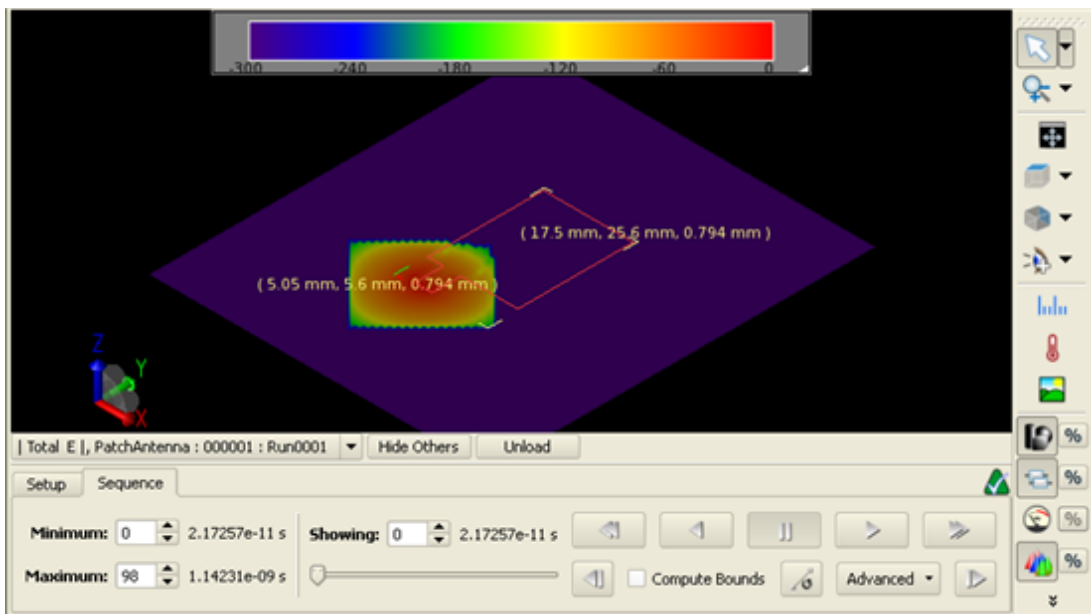 -300 -240 -180 -120 -60 0
( 17.5 mm, 25.6 mm, 0.794 mm )
( 5.05 mm, 5.6 mm, 0.794 mm )
Z
Y
X
| Total E |, PatchAntenna : 000001 : Run0001 Hide Others Unload
Setup Sequence
Minimum: 0 2.17257e-11 s Showing: 0 2.17257e-11 s
Maximum: 98 1.14231e-09 s Compute Bounds Advanced
%
%
%
%